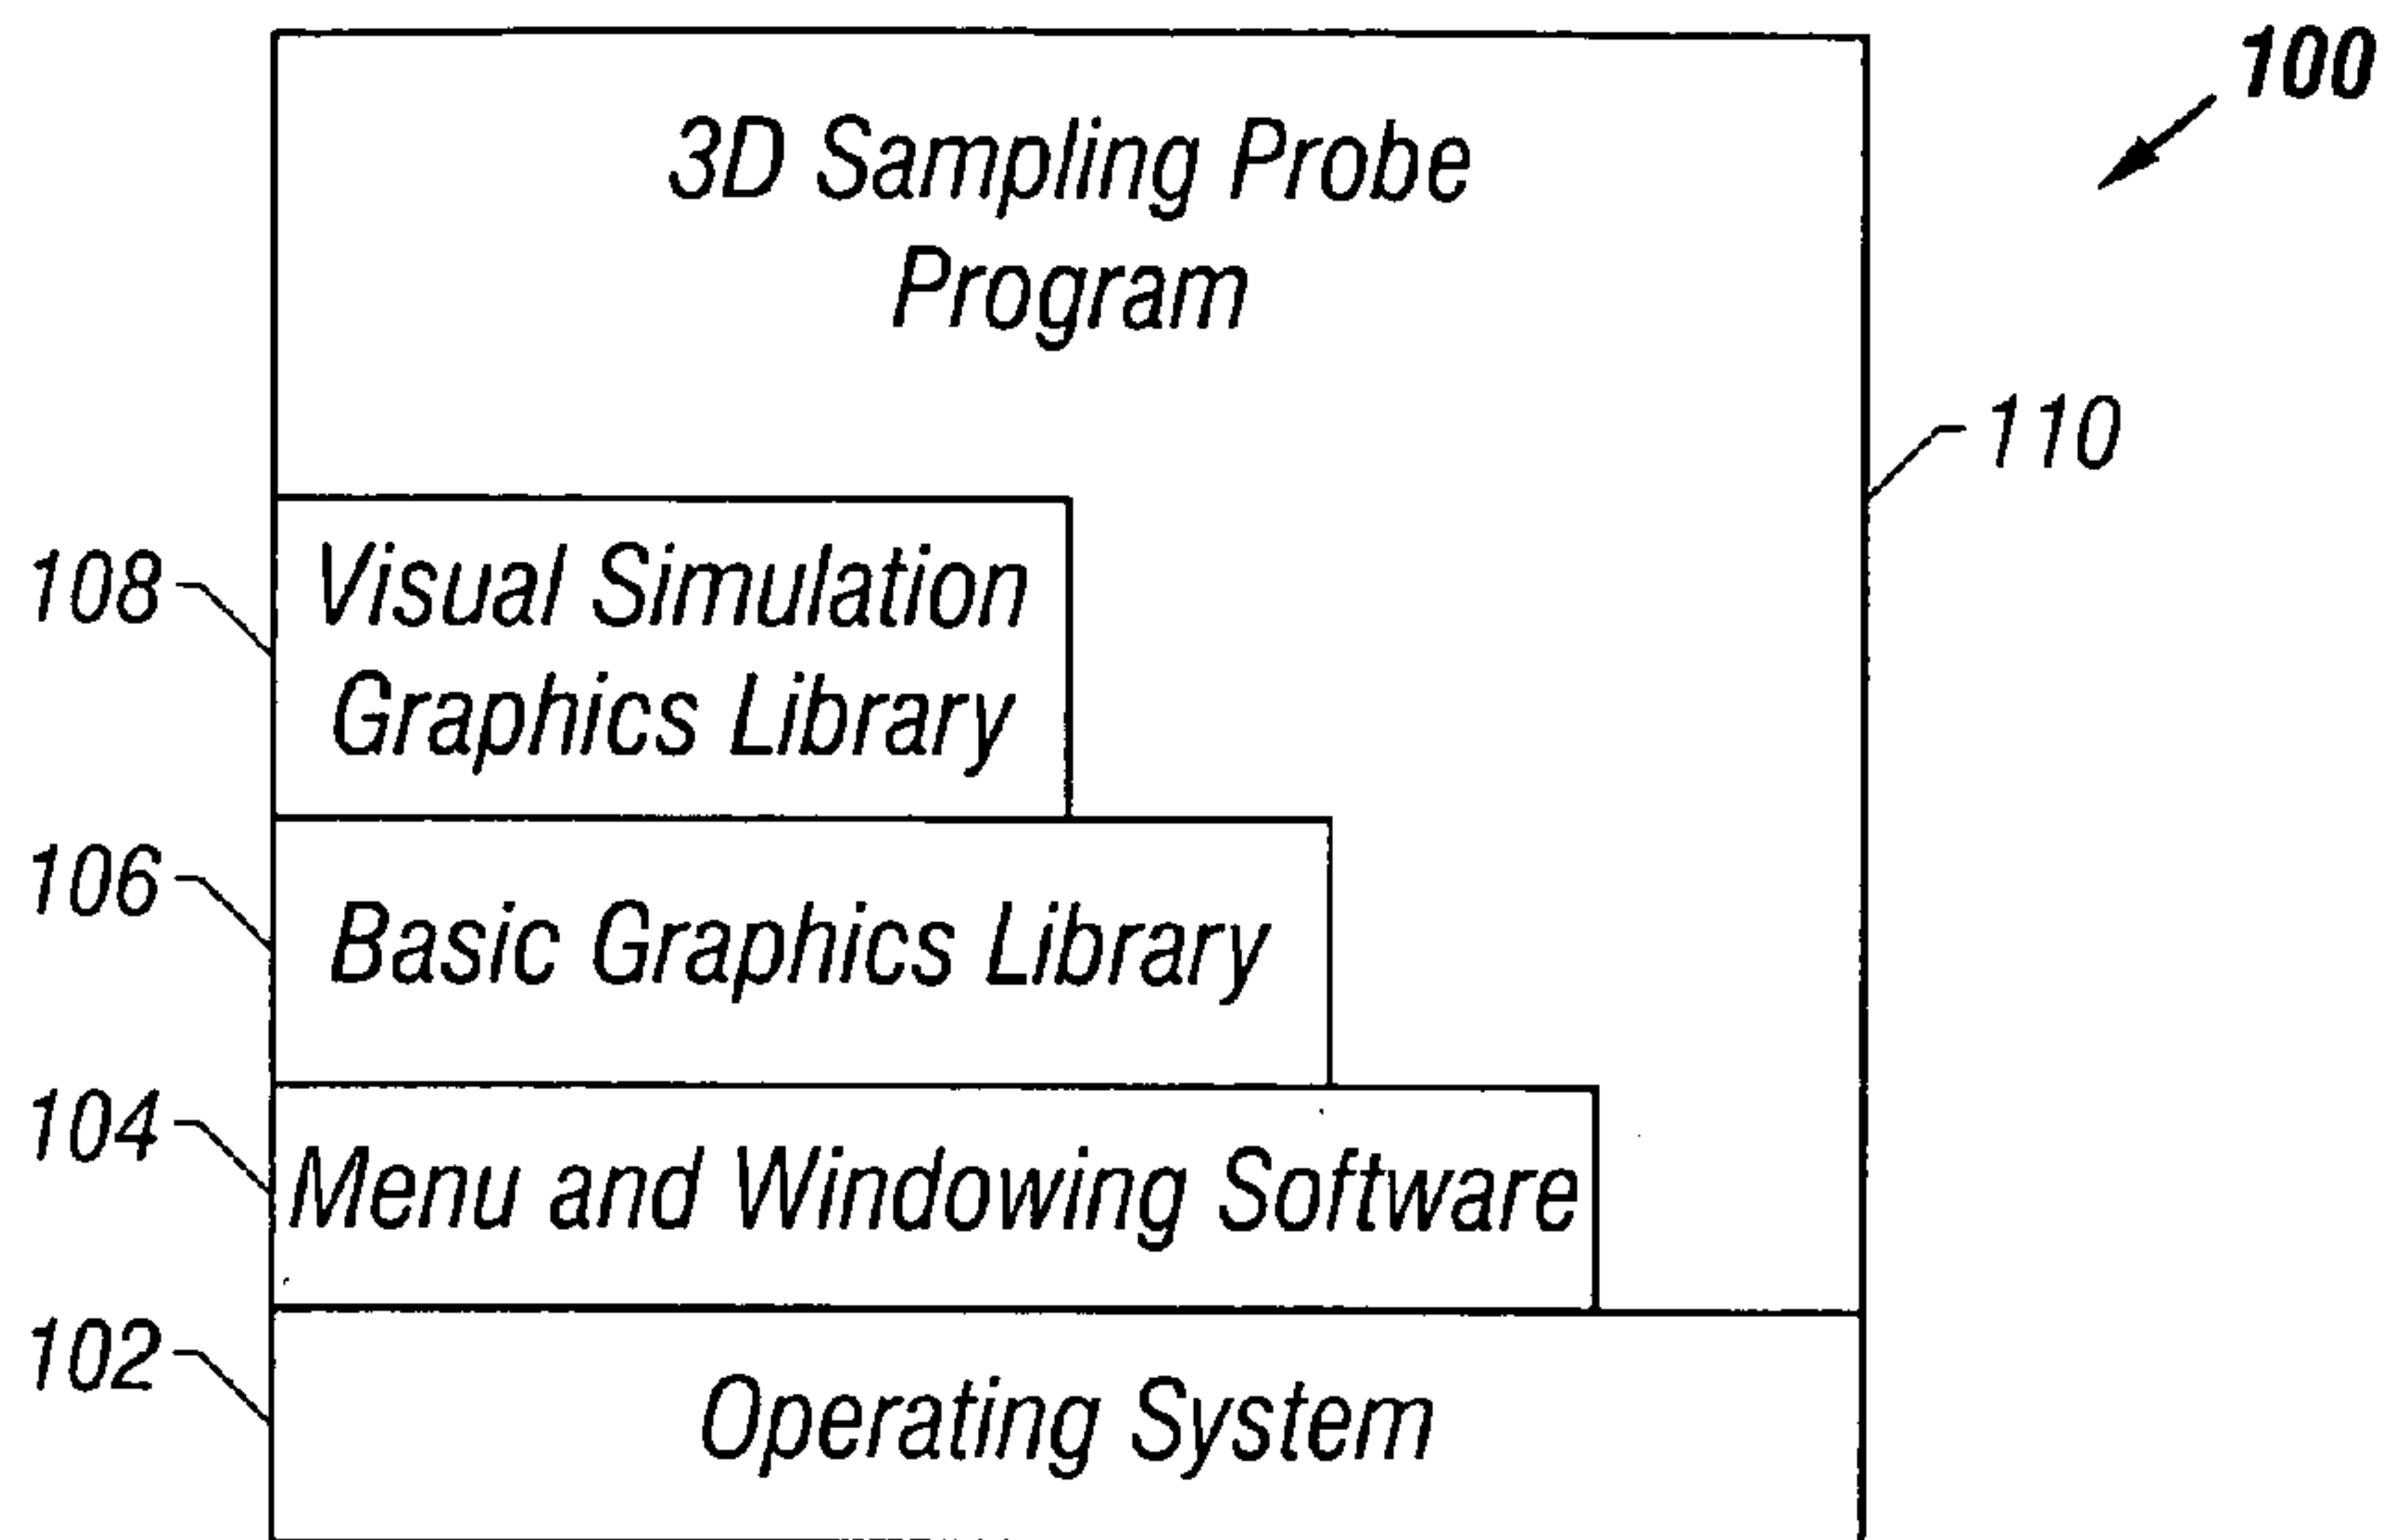 100
3D Sampling Probe
Program
110
108
Visual Simulation
Graphics Library
106
Basic Graphics Library
104
Menu and Windowing Software
102
Operating System